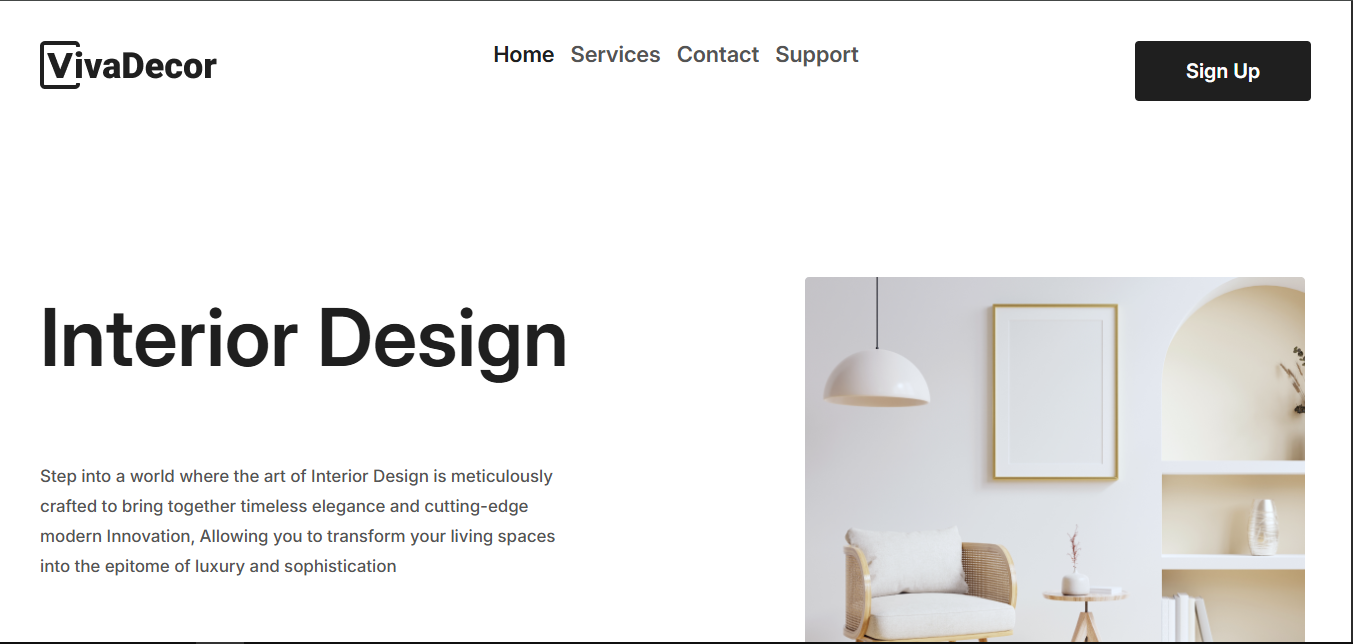 VivaDecor
Home Services Contact Support
Sign Up
Interior Design
Step into a world where the art of Interior Design is meticulously
crafted to bring together timeless elegance and cutting-edge
modern Innovation, Allowing you to transform your living spaces
into the epitome of luxury and sophistication